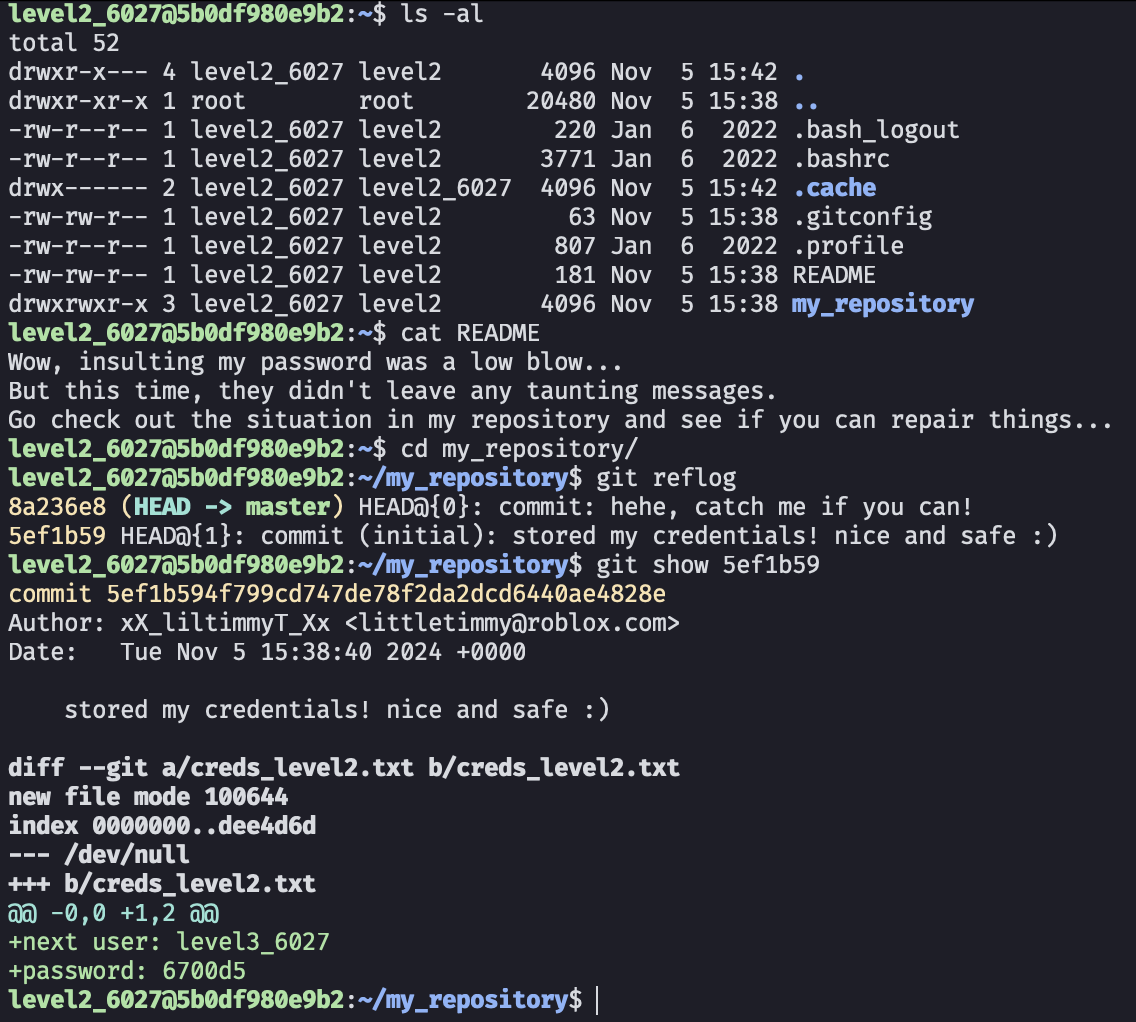 level2_6027@5b0df980e9b2:~$ ls -al
total 52
drwxr-x--- 4 level2_6027 level2       4096 Nov  5 15:42 .
drwxr-xr-x 1 root        root        20480 Nov  5 15:38 ..
-rw-r--r-- 1 level2_6027 level2        220 Jan  6  2022 .bash_logout
-rw-r--r-- 1 level2_6027 level2       3771 Jan  6  2022 .bashrc
drwx------ 2 level2_6027 level2_6027  4096 Nov  5 15:42 .cache
-rw-rw-r-- 1 level2_6027 level2         63 Nov  5 15:38 .gitconfig
-rw-r--r-- 1 level2_6027 level2        807 Jan  6  2022 .profile
-rw-rw-r-- 1 level2_6027 level2        181 Nov  5 15:38 README
drwxrwxr-x 3 level2_6027 level2       4096 Nov  5 15:38 my_repository
level2_6027@5b0df980e9b2:~$ cat README
Wow, insulting my password was a low blow...
But this time, they didn't leave any taunting messages.
Go check out the situation in my repository and see if you can repair things...
level2_6027@5b0df980e9b2:~$ cd my_repository/
level2_6027@5b0df980e9b2:~/my_repository$ git reflog
8a236e8 (HEAD -> master) HEAD@{0}: commit: hehe, catch me if you can!
5ef1b59 HEAD@{1}: commit (initial): stored my credentials! nice and safe :)
level2_6027@5b0df980e9b2:~/my_repository$ git show 5ef1b59
commit 5ef1b594f799cd747de78f2da2dcd6440ae4828e
Author: xX_liltimmyT_Xx <littletimmy@roblox.com>
Date:   Tue Nov 5 15:38:40 2024 +0000

    stored my credentials! nice and safe :)

diff --git a/creds_level2.txt b/creds_level2.txt
new file mode 100644
index 0000000..dee4d6d
--- /dev/null
+++ b/creds_level2.txt
@@ -0,0 +1,2 @@
+next user: level3_6027
+password: 6700d5
level2_6027@5b0df980e9b2:~/my_repository$